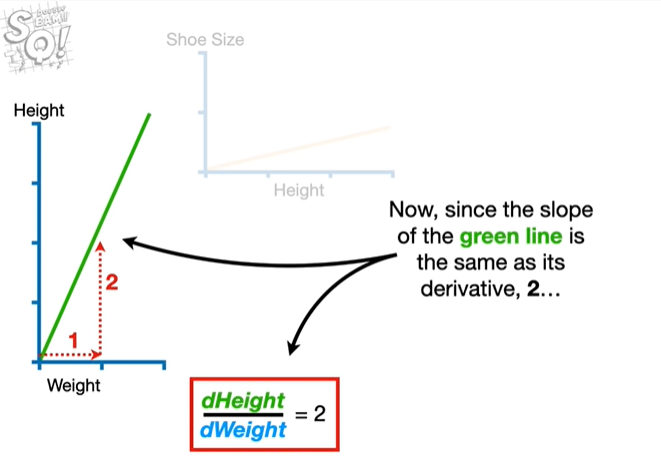 SQ!
Shoe Size
Height
Height
Now, since the slope
of the green line is
the same as its
derivative, 2...
2
1
Weight
dHeight
dWeight
= 2